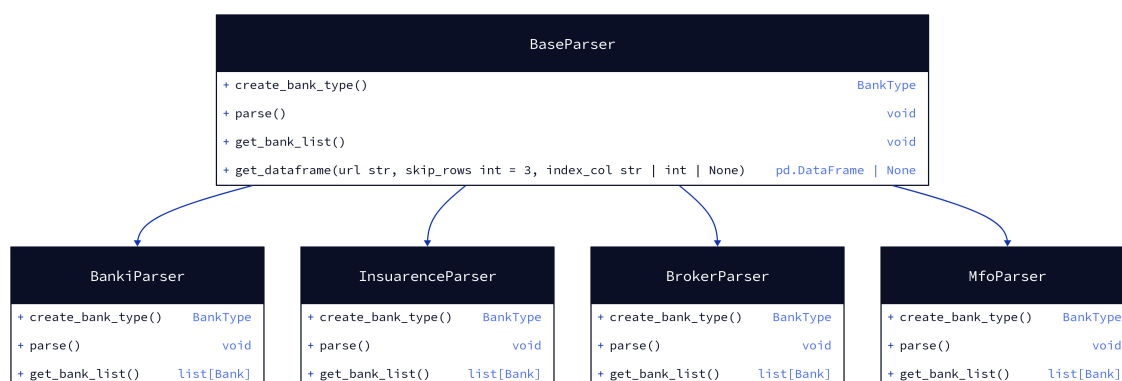 BaseParser
+ create_bank_type() BankType
+ parse() void
+ get_bank_list() void
+ get_dataframe(url str, skip_rows int = 3, index_col str | int | None) pd.DataFrame | None
BankiParser
+ create_bank_type() BankType
+ parse() void
+ get_bank_list() list[Bank]
InsuarenceParser
+ create_bank_type() BankType
+ parse() void
+ get_bank_list() list[Bank]
BrokerParser
+ create_bank_type() BankType
+ parse() void
+ get_bank_list() list[Bank]
MfoParser
+ create_bank_type() BankType
+ parse() void
+ get_bank_list() list[Bank]